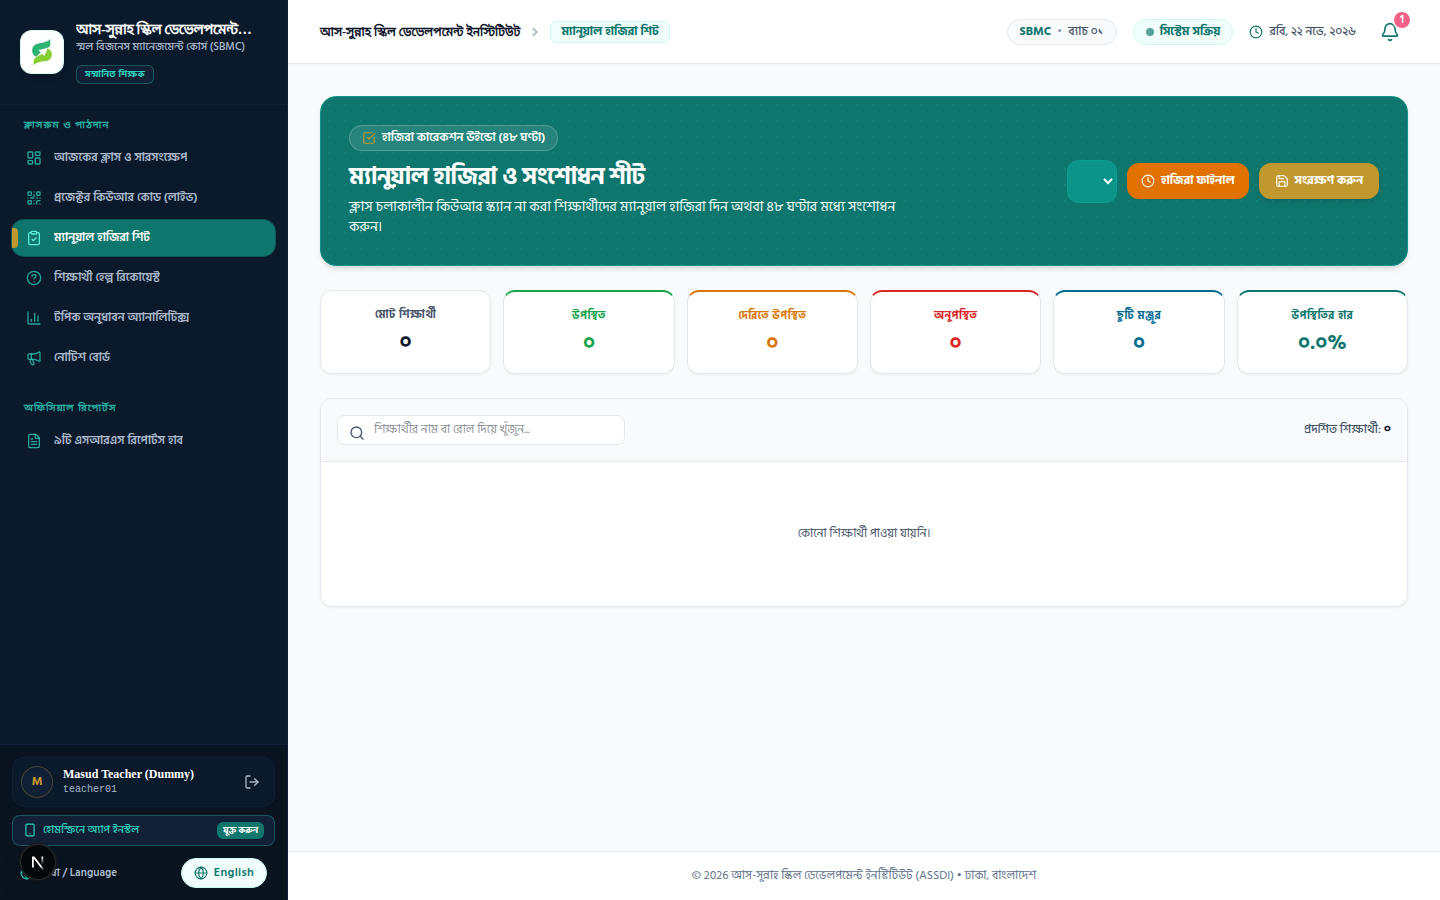 আস-সুন্নাহ স্কিল ডেভেলপমেন্ট...
স্মল বিজনেস ম্যানেজমেন্ট কোর্স (SBMC)
সম্মানিত শিক্ষক
ক্লাসরুম ও পাঠদান
আজকের ক্লাস ও সারসংক্ষেপ
প্রজেক্টর কিউআর কোড (লাইভ)
ম্যানুয়াল হাজিরা শিট
শিক্ষার্থী হেল্প রিকোয়েস্ট
টপিক অনুধাবন অ্যানালিটিক্স
নোটিশ বোর্ড
অফিসিয়াল রিপোর্টস
৯টি এসআরএস রিপোর্টস হাব
M
Masud Teacher (Dummy)
teacher01
হোমস্ক্রিনে অ্যাপ ইনস্টল
যুক্ত করুন
N
/ Language
English
আস-সুন্নাহ স্কিল ডেভেলপমেন্ট ইনস্টিটিউট
ম্যানুয়াল হাজিরা শিট
SBMC • ব্যাচ ০১
সিস্টেম সক্রিয়
রবি, ২২ নভে, ২০২৬
1
হাজিরা কারেকশন উইন্ডো (৪৮ ঘণ্টা)
ম্যানুয়াল হাজিরা ও সংশোধন শীট
ক্লাস চলাকালীন কিউআর স্ক্যান না করা শিক্ষার্থীদের ম্যানুয়াল হাজিরা দিন অথবা ৪৮ ঘণ্টার মধ্যে সংশোধন
করুন।
হাজিরা ফাইনাল
সংরক্ষণ করুন
মোট শিক্ষার্থী
০
উপস্থিত
০
দেরিতে উপস্থিত
০
অনুপস্থিত
০
ছুটি মঞ্জুর
০
উপস্থিতির হার
০.০%
শিক্ষার্থীর নাম বা রোল দিয়ে খুঁজুন...
প্রদর্শিত শিক্ষার্থী: ০
কোনো শিক্ষার্থী পাওয়া যায়নি।
© 2026 আস-সুন্নাহ স্কিল ডেভেলপমেন্ট ইনস্টিটিউট (ASSDI) • ঢাকা, বাংলাদেশ